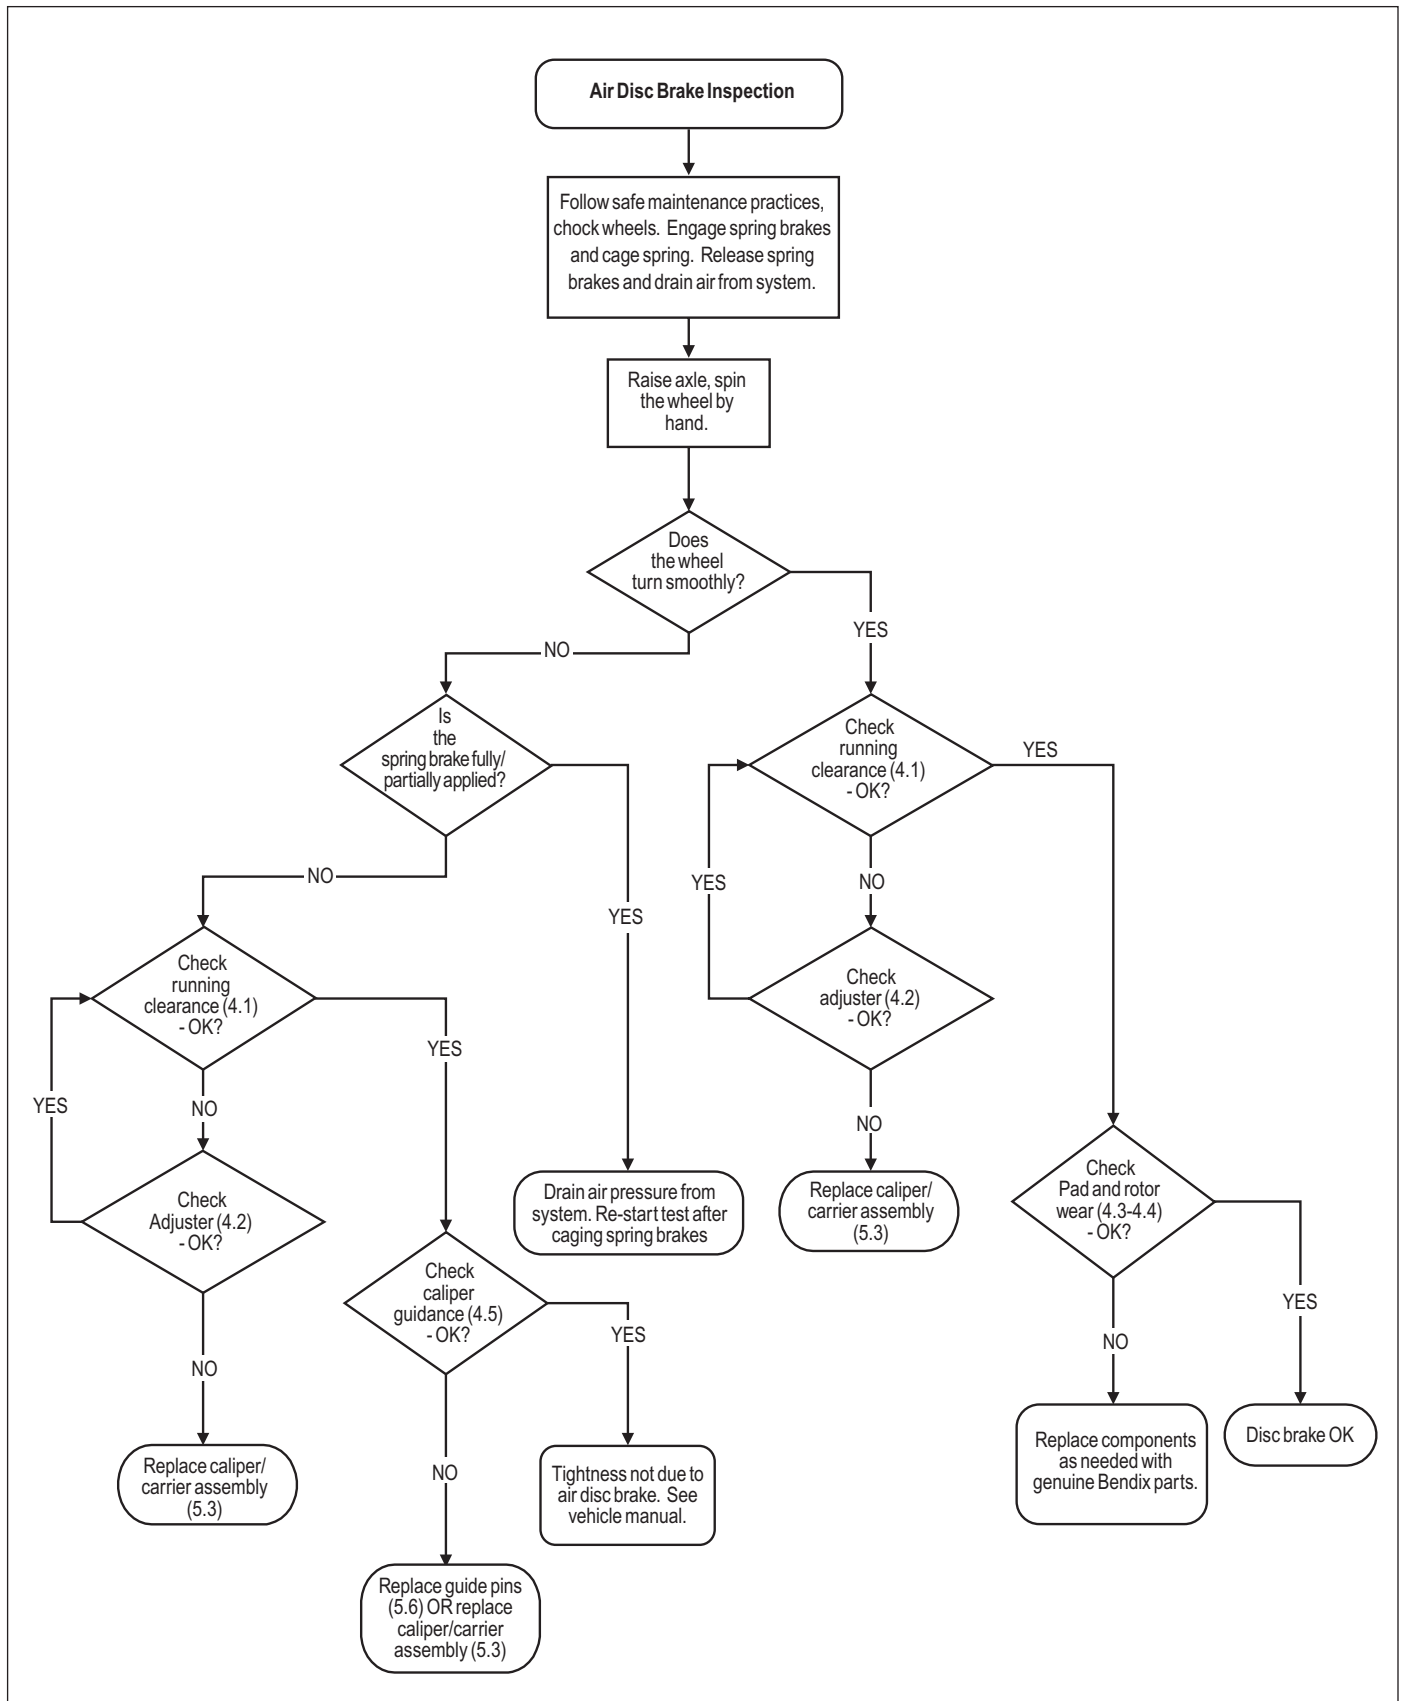 Air Disc Brake Inspection
Follow safe maintenance practices,
chock wheels. Engage spring brakes
and cage spring. Release spring
brakes and drain air from system.
Raise axle, spin
the wheel by
hand.
Does
the wheel
turn smoothly?
NO
YES
Is
the
spring brake fully/
partially applied?
Check
running
clearance (4.1)
- OK?
YES
NO
YES
NO
YES
Check
running
clearance (4.1)
- OK?
Check
adjuster (4.2)
- OK?
YES
YES
NO
NO
Check
Adjuster (4.2)
- OK?
Drain air pressure from
system. Re-start test after
caging spring brakes
Replace caliper/
carrier assembly
(5.3)
Check
Pad and rotor
wear (4.3-4.4)
- OK?
Check
caliper
guidance (4.5)
- OK?
YES
YES
NO
NO
Replace caliper/
carrier assembly
(5.3)
NO
Tightness not due to
air disc brake. See
vehicle manual.
Replace components
as needed with
genuine Bendix parts.
Disc brake OK
Replace guide pins
(5.6) OR replace
caliper/carrier
assembly (5.3)